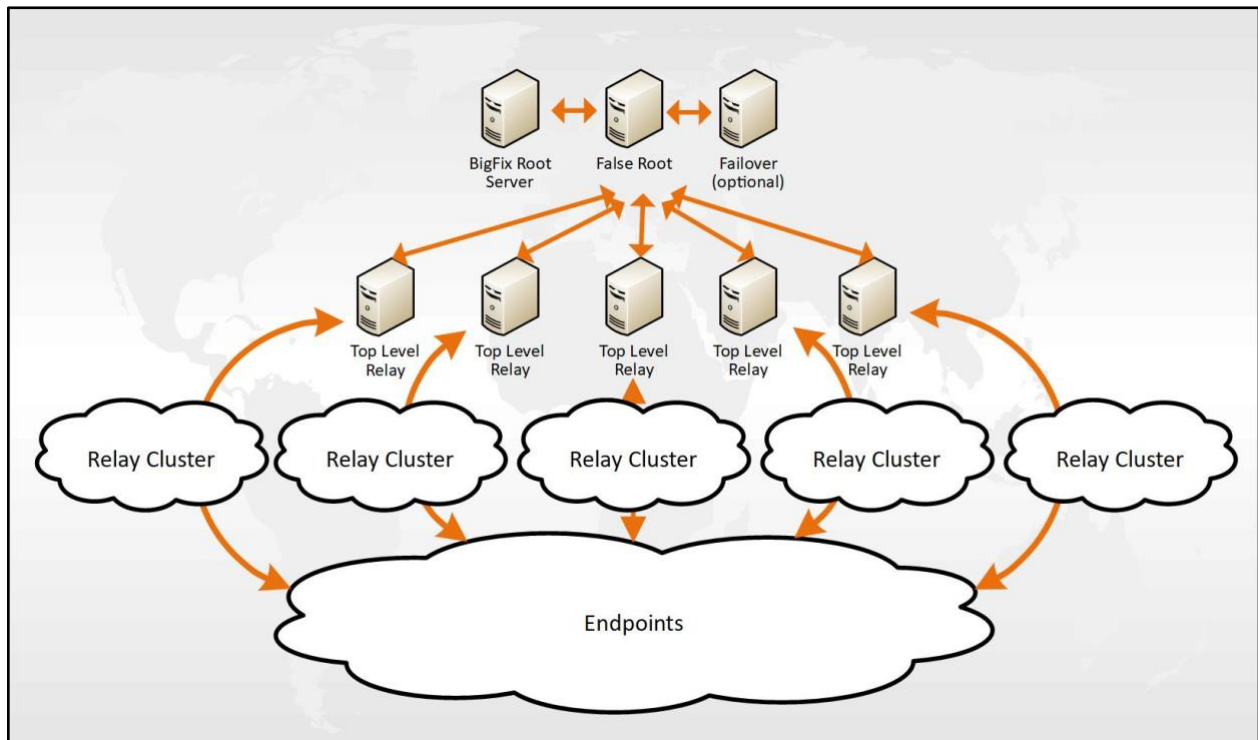 BigFix Root
Server
False Root
Failover
(optional)
Top Level
Relay
Top Level
Relay
Top Level
Relay
Top Level
Relay
Top Level
Relay
Relay Cluster
Relay Cluster
Relay Cluster
Relay Cluster
Relay Cluster
Endpoints